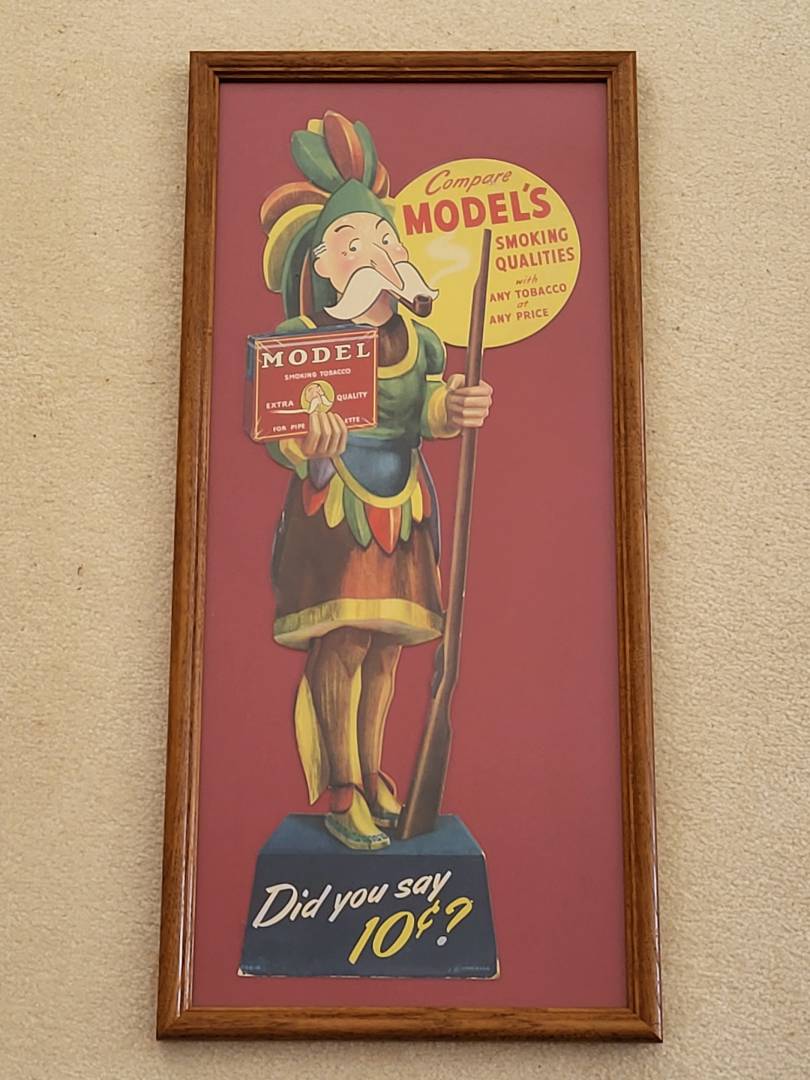 Compare
MODEL'S
SMOKING
QUALITIES
with
ANY TOBACCO
at
ANY PRICE
MODEL
SMOKING TOBACCO
EXTRA QUALITY
FOR PIPE ETTE
Did you say
10¢?